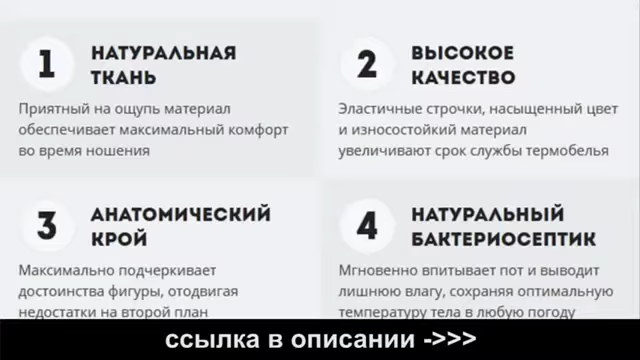 1
НАТУРАЛЬНАЯ
ТКАНЬ
Приятный на ощупь материал
обеспечивает максимальный комфорт
во время ношения
2
ВЫСОКОЕ
КАЧЕСТВО
Эластичные строчки, насыщенный цвет
и износостойкий материал
увеличивают срок службы термобелья
3
АНАТОМИЧЕСКИЙ
КРОЙ
Максимально подчеркивает
достоинства фигуры, отодвигая
недостатки на второй план
4
НАТУРАЛЬНЫЙ
БАКТЕРИОСЕПТИК
Мгновенно впитывает пот и выводит
лишнюю влагу, сохраняя оптимальную
температуру тела в любую погоду
ссылка в описании ->>>